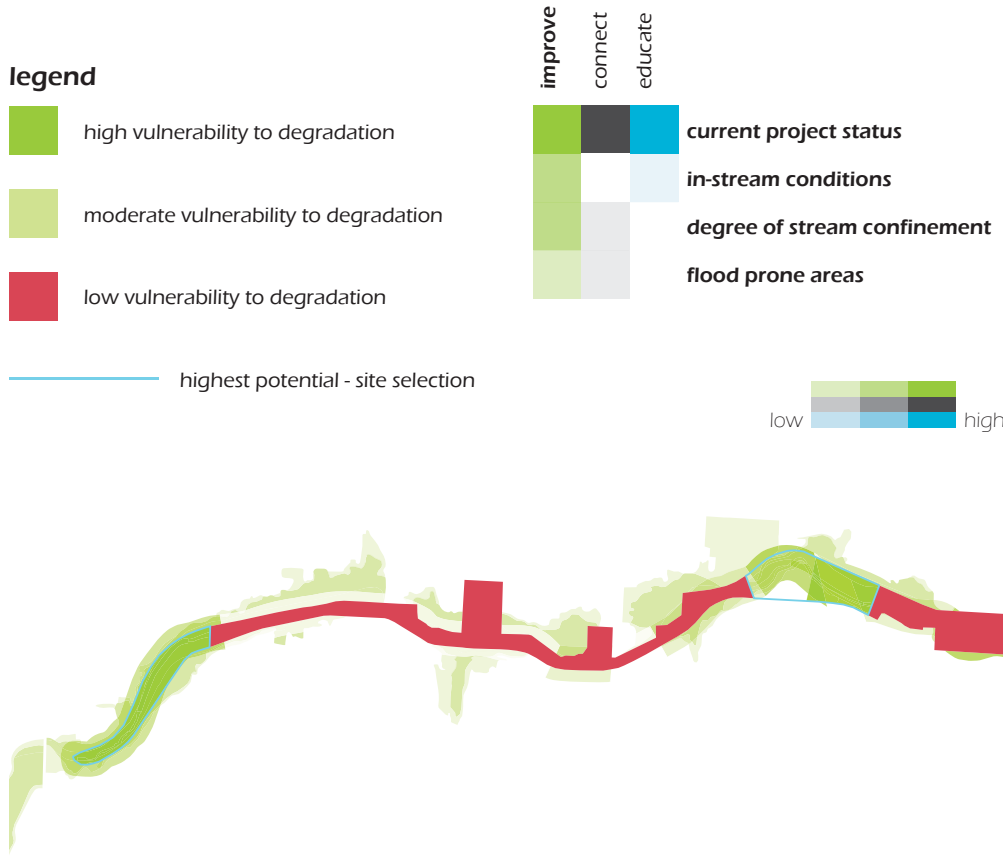 improve
connect
educate
legend
high vulnerability to degradation
moderate vulnerability to degradation
low vulnerability to degradation
highest potential - site selection
current project status
in-stream conditions
degree of stream confinement
flood prone areas
low
high